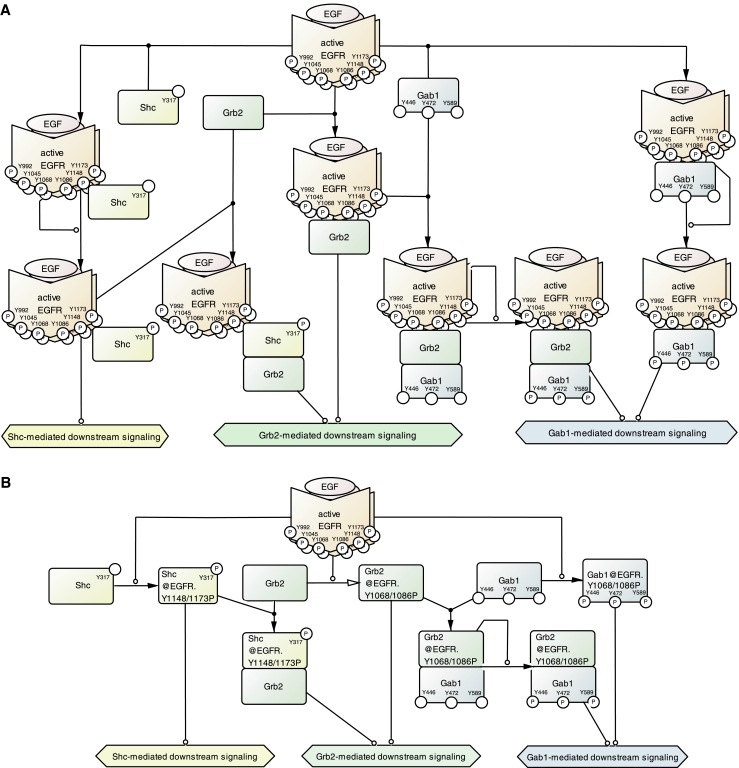 A
EGF
active
EGFR
Y992
Y1045
Y1068
Y1086
Y1148
Y1173
P P P P P P
Shc
Y317
Grb2
Gab1
Y446 Y472 Y589
EGF
active
EGFR
Y992
Y1045
Y1068
Y1086
Y1148
Y1173
P P P P P P
Shc
Y317
EGF
active
EGFR
Y992
Y1045
Y1068
Y1086
Y1148
Y1173
P P P P P P
Grb2
EGF
active
EGFR
Y992
Y1045
Y1068
Y1086
Y1148
Y1173
P P P P P P
Gab1
Y446 Y472 Y589
EGF
active
EGFR
Y992
Y1045
Y1068
Y1086
Y1148
Y1173
P P P P P P
Shc
Y317
P
EGF
active
EGFR
Y992
Y1045
Y1068
Y1086
Y1148
Y1173
P P P P P P
Shc
Y317
P
Grb2
EGF
active
EGFR
Y992
Y1045
Y1068
Y1086
Y1148
Y1173
P P P P P P
Grb2
Gab1
Y446 Y472 Y589
EGF
active
EGFR
Y992
Y1045
Y1068
Y1086
Y1148
Y1173
P P P P P P
Grb2
Gab1
Y446 Y472 Y589
P P P
EGF
active
EGFR
Y992
Y1045
Y1068
Y1086
Y1148
Y1173
P P P P P P
Gab1
Y446 Y472 Y589
P P P
Shc-mediated downstream signaling
Grb2-mediated downstream signaling
Gab1-mediated downstream signaling
B
EGF
active
EGFR
Y992
Y1045
Y1068
Y1086
Y1148
Y1173
P P P P P P
Shc
Y317
Shc
Y317
P
@EGFR.
Y1148/1173P
Grb2
Grb2
@EGFR.
Y1068/1086P
Gab1
Y446 Y472 Y589
Gab1@EGFR.
Y1068/1086P
Y446 Y472 Y589
P P P
Shc
Y317
P
@EGFR.
Y1148/1173P
Grb2
Grb2
@EGFR.
Y1068/1086P
Gab1
Y446 Y472 Y589
Grb2
@EGFR.
Y1068/1086P
Gab1
Y446 Y472 Y589
P P P
Shc-mediated downstream signaling
Grb2-mediated downstream signaling
Gab1-mediated downstream signaling